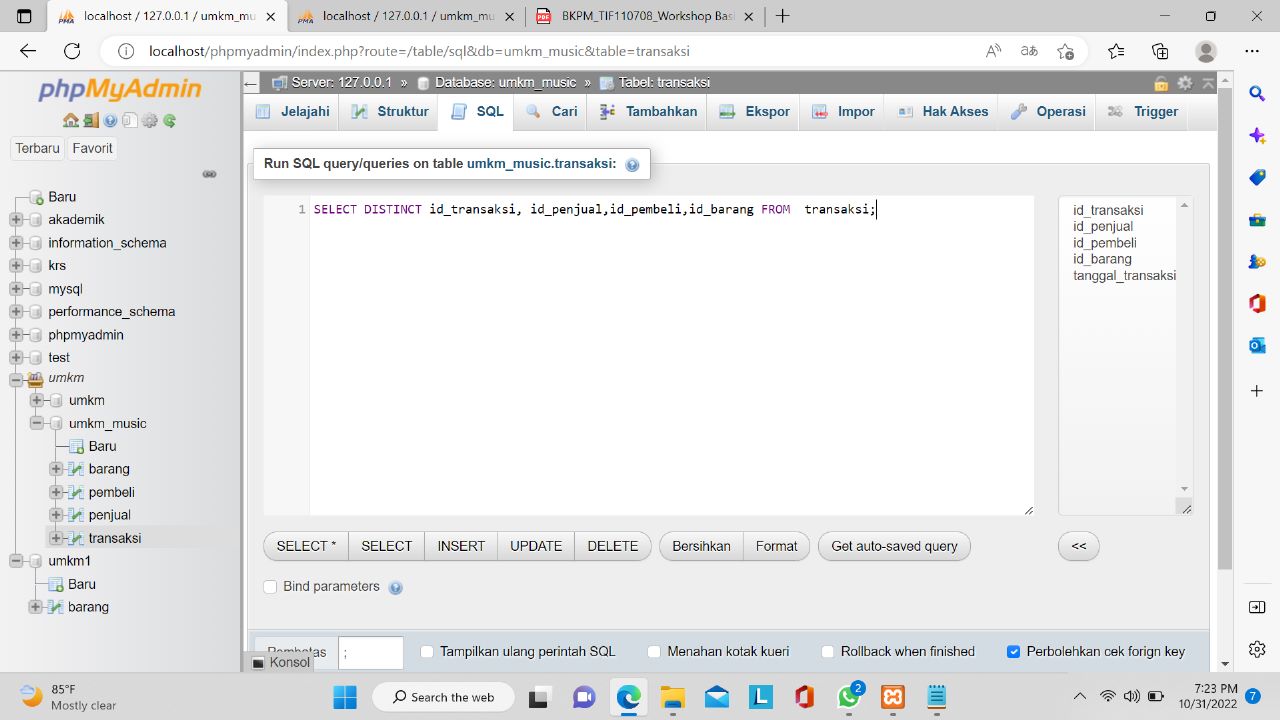 localhost / 127.0.0.1 / umkm_mu
localhost / 127.0.0.1 / umkm_mu
BKPM_TIF110708_Workshop Basi
localhost/phpmyadmin/index.php?route=/table/sql&db=umkm_music&table=transaksi
phpMyAdmin
Terbaru
Favorit
Baru
akademik
information_schema
krs
mysql
performance_schema
phpmyadmin
test
umkm
umkm
umkm_music
Baru
barang
pembeli
penjual
transaksi
umkm1
Baru
barang
Server: 127.0.0.1 » Database: umkm_music » Tabel: transaksi
Jelajahi
Struktur
SQL
Cari
Tambahkan
Ekspor
Impor
Hak Akses
Operasi
Trigger
Run SQL query/queries on table umkm_music.transaksi:
1 SELECT DISTINCT id_transaksi, id_penjual,id_pembeli,id_barang FROM  transaksi;
id_transaksi
id_penjual
id_pembeli
id_barang
tanggal_transaksi
SELECT *
SELECT
INSERT
UPDATE
DELETE
Bersihkan
Format
Get auto-saved query
<<
Bind parameters
;
Tampilkan ulang perintah SQL
Menahan kotak kueri
Rollback when finished
Perbolehkan cek forign key
Konsol
85°F
Mostly clear
Search the web
2
7:23 PM
10/31/2022
7